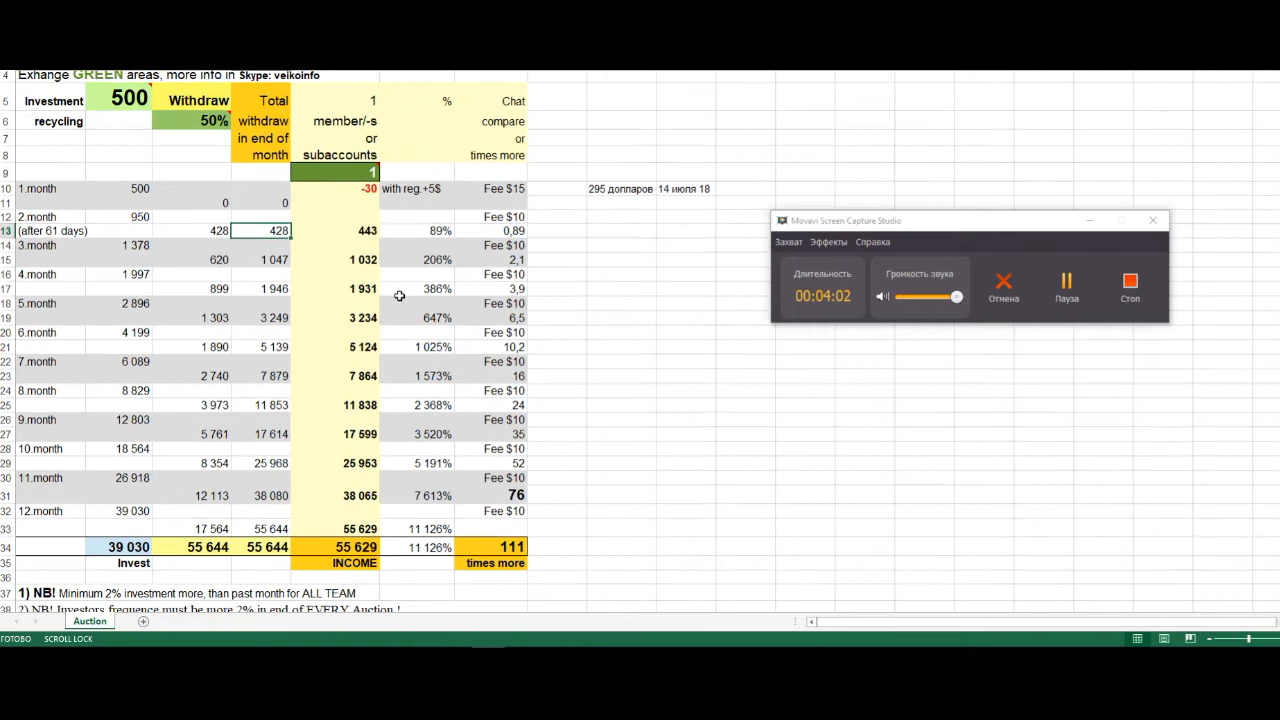 4 Exhange GREEN areas, more info in Skype: veikoinfo
5 Investment 500 Withdraw Total 1 % Chat
6 recycling 50% withdraw member/-s compare
7 in end of or or
8 month subaccounts times more
9 1
10 1.month 500 -30 with reg.+5$ Fee $15 295 долларов 14 июля 18
11 0 0
12 2.month 950 Fee $10
13 (after 61 days) 428 428 443 89% 0,89
14 3.month 1 378 Fee $10
15 620 1 047 1 032 206% 2,1
16 4.month 1 997 Fee $10
17 899 1 946 1 931 386% 3,9
18 5.month 2 896 Fee $10
19 1 303 3 249 3 234 647% 6,5
20 6.month 4 199 Fee $10
21 1 890 5 139 5 124 1 025% 10,2
22 7.month 6 089 Fee $10
23 2 740 7 879 7 864 1 573% 16
24 8.month 8 829 Fee $10
25 3 973 11 853 11 838 2 368% 24
26 9.month 12 803 Fee $10
27 5 761 17 614 17 599 3 520% 35
28 10.month 18 564 Fee $10
29 8 354 25 968 25 953 5 191% 52
30 11.month 26 918 Fee $10
31 12 113 38 080 38 065 7 613% 76
32 12.month 39 030 Fee $10
33 17 564 55 644 55 629 11 126%
34 39 030 55 644 55 644 55 629 11 126% 111
35 Invest INCOME times more
36
37 1) NB! Minimum 2% investment more, than past month for ALL TEAM
38 2) NB! Investors frequence must be more 2% in end of EVERY Auction !
Movavi Screen Capture Studio
Захват Эффекты Справка
Длительность Громкость звука
00:04:02
Отмена Пауза Стоп
Auction
ГОТОВО SCROLL LOCK